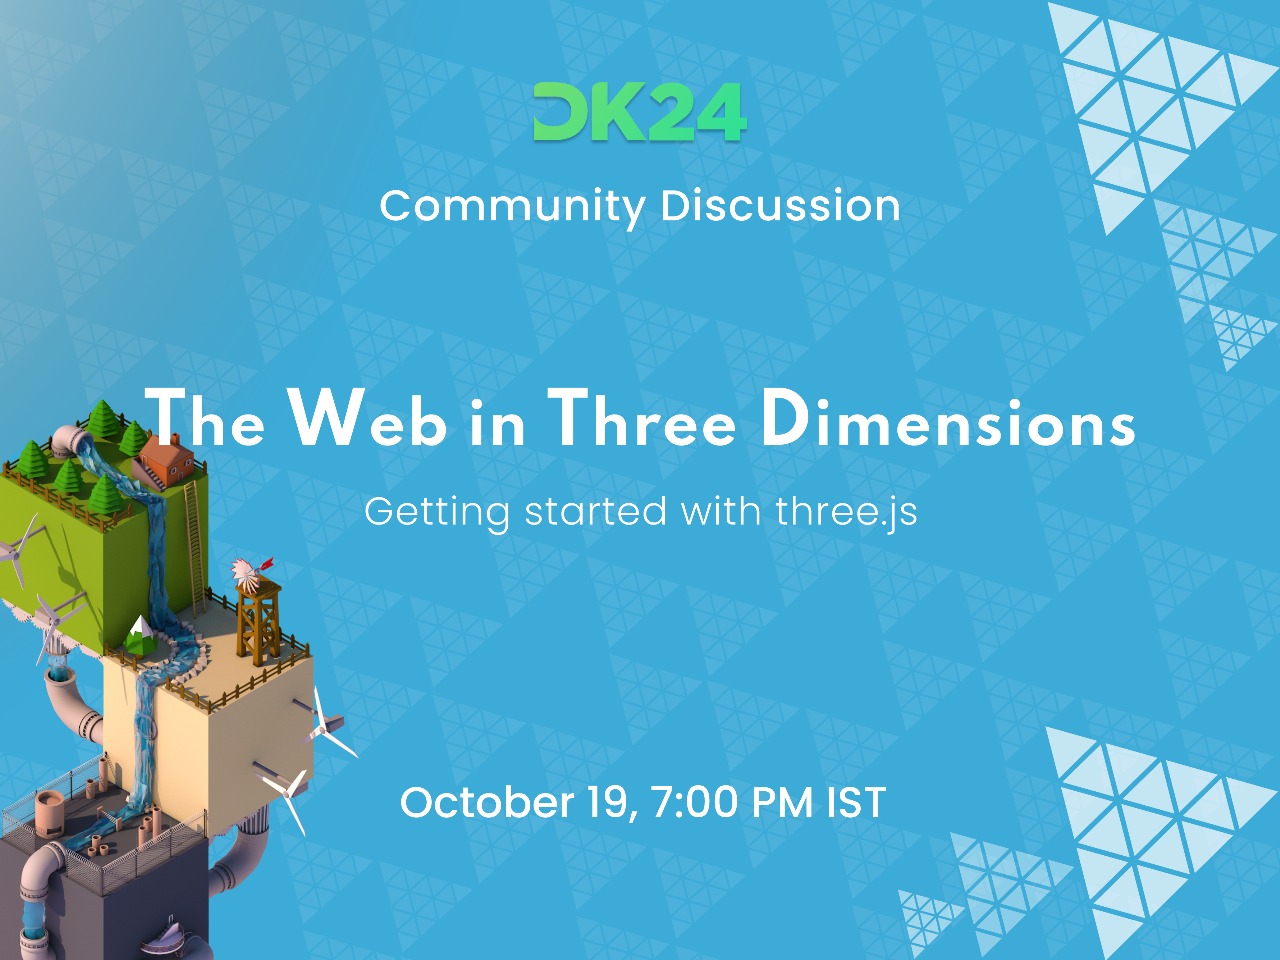 DK24
Community Discussion
The Web in Three Dimensions
Getting started with three.js
October 19, 7:00 PM IST